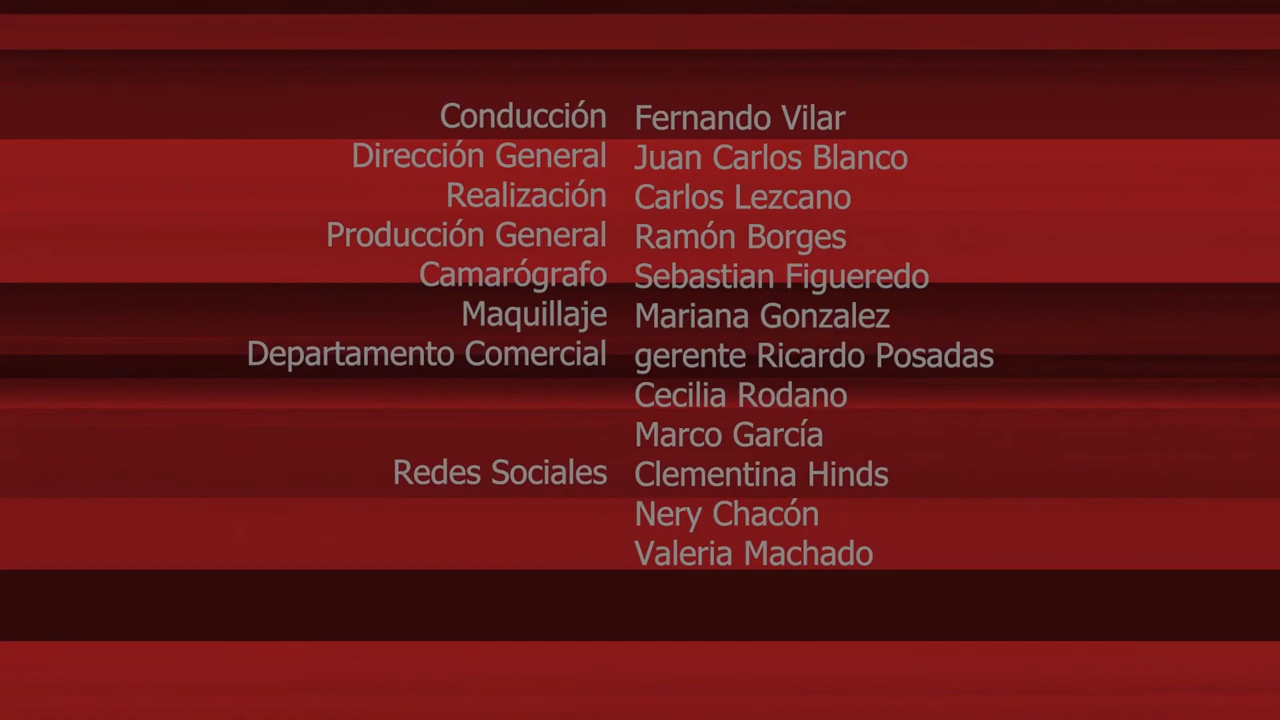 Conducción Fernando Vilar
Dirección General Juan Carlos Blanco
Realización Carlos Lezcano
Producción General Ramón Borges
Camarógrafo Sebastian Figueredo
Maquillaje Mariana Gonzalez
Departamento Comercial gerente Ricardo Posadas
Cecilia Rodano
Marco García
Redes Sociales Clementina Hinds
Nery Chacón
Valeria Machado